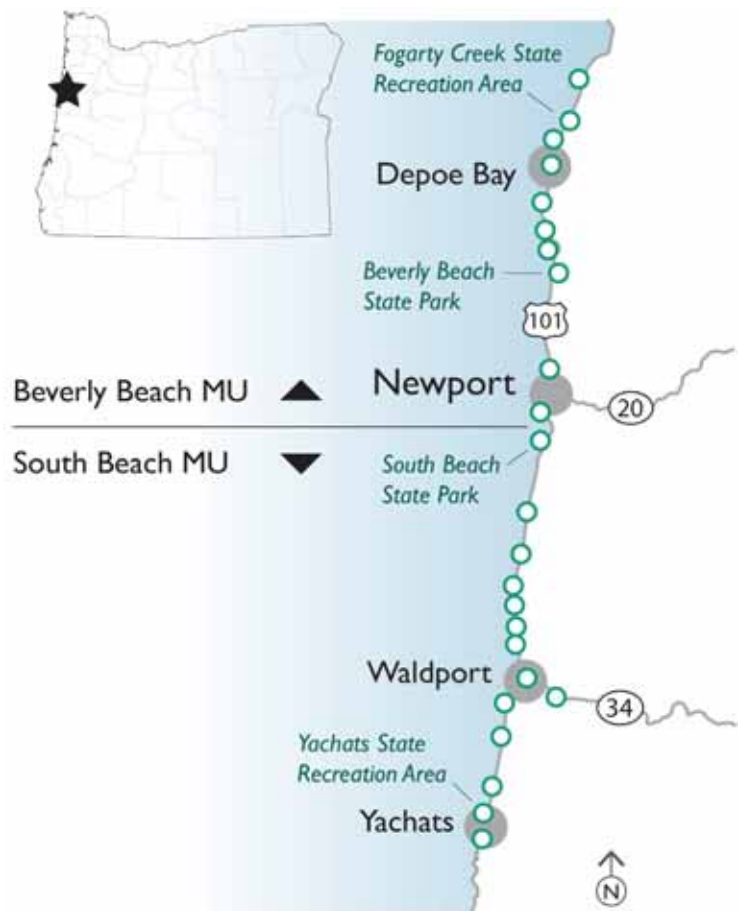 Fogarty Creek State
Recreation Area
Depoe Bay
Beverly Beach
State Park
101
Beverly Beach MU
Newport
20
South Beach MU
South Beach
State Park
Waldport
34
Yachats State
Recreation Area
Yachats
N